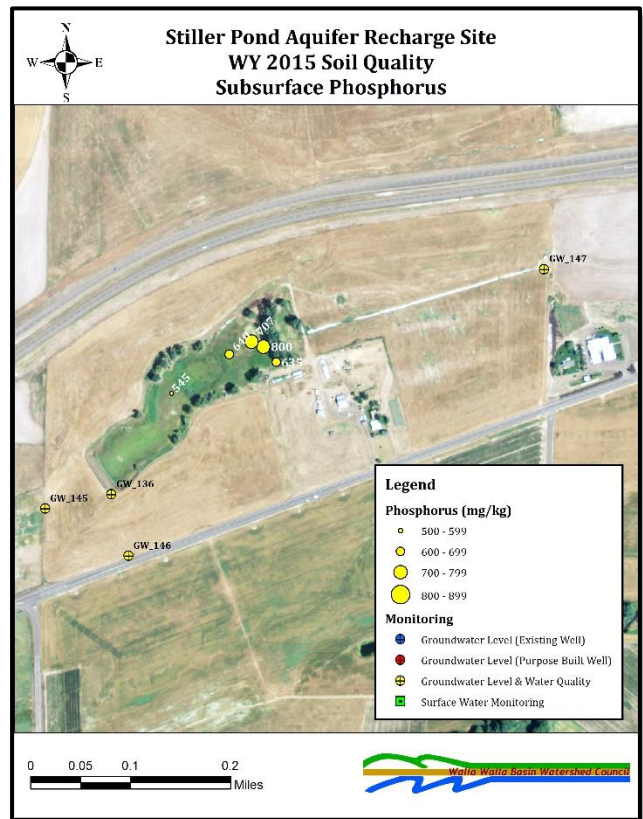 N
W E
S
Stiller Pond Aquifer Recharge Site
WY 2015 Soil Quality
Subsurface Phosphorus
GW_147
707
640
800
635
545
GW_136
GW_145
GW_146
Legend
Phosphorus (mg/kg)
500 - 599
600 - 699
700 - 799
800 - 899
Monitoring
Groundwater Level (Existing Well)
Groundwater Level (Purpose Built Well)
Groundwater Level & Water Quality
Surface Water Monitoring
0 0.05 0.1 0.2
Miles
Walla Walla Basin Watershed Council